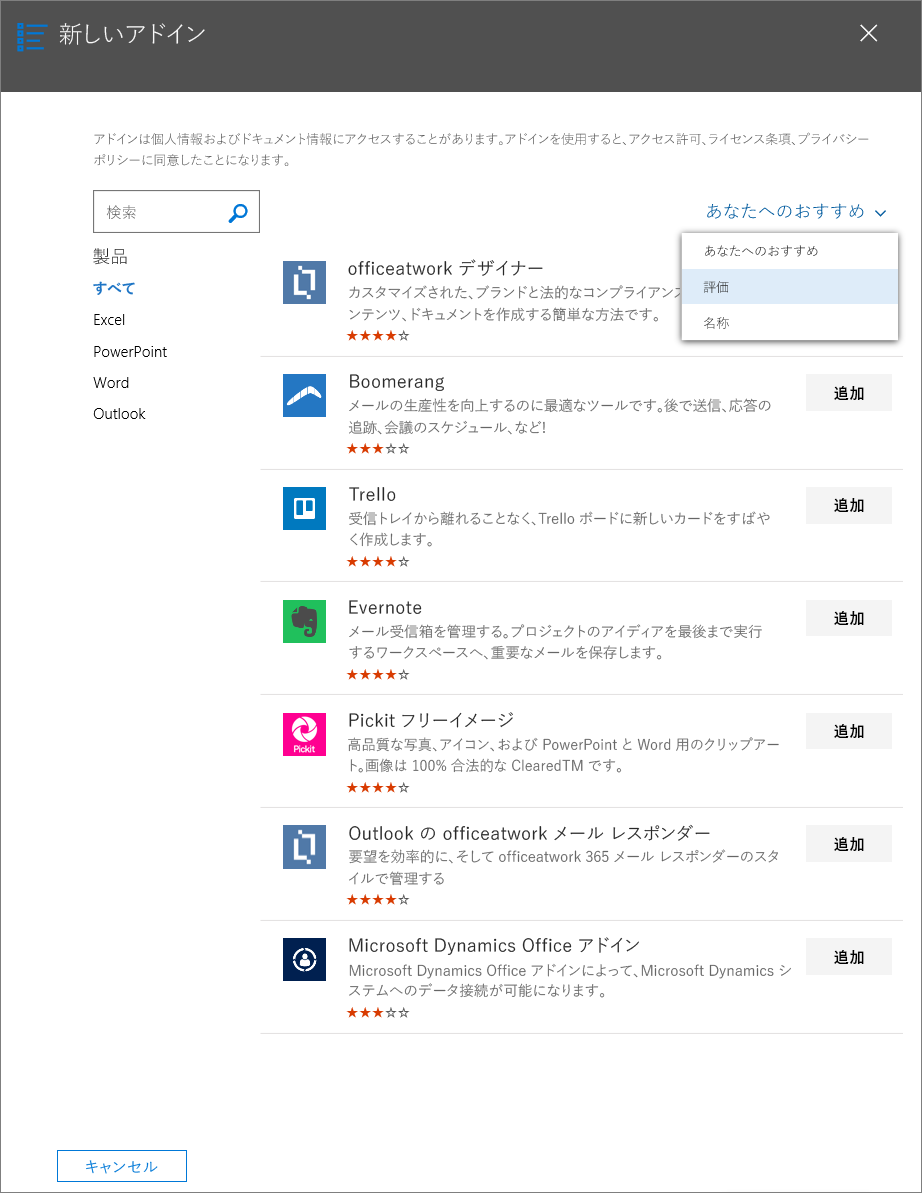 新しいアドイン
アドインは個人情報およびドキュメント情報にアクセスすることがあります。アドインを使用すると、アクセス許可、ライセンス条項、プライバシー
ポリシーに同意したことになります。
検索
あなたへのおすすめ
あなたへのおすすめ
評価
名称
製品
すべて
Excel
PowerPoint
Word
Outlook
officeatwork デザイナー
カスタマイズされた、ブランドと法的なコンプライアンス
ンテンツ、ドキュメントを作成する簡単な方法です。
★★★★☆
Boomerang
メールの生産性を向上するのに最適なツールです。後で送信、応答の
追跡、会議のスケジュール、など!
★★★☆☆
追加
Trello
受信トレイから離れることなく、Trello ボードに新しいカードをすばや
く作成します。
★★★★☆
追加
Evernote
メール受信箱を管理する。プロジェクトのアイディアを最後まで実行
するワークスペースへ、重要なメールを保存します。
★★★★☆
追加
Pickit
Pickit フリーイメージ
高品質な写真、アイコン、および PowerPoint と Word 用のクリップアー
ト。画像は 100% 合法的な ClearedTM です。
★★★★☆
追加
Outlook の officeatwork メール レスポンダー
要望を効率的に、そして officeatwork 365 メール レスポンダーのスタ
イルで管理する
★★★★☆
追加
Microsoft Dynamics Office アドイン
Microsoft Dynamics Office アドインによって、Microsoft Dynamics シ
ステムへのデータ接続が可能になります。
★★★☆☆
追加
キャンセル